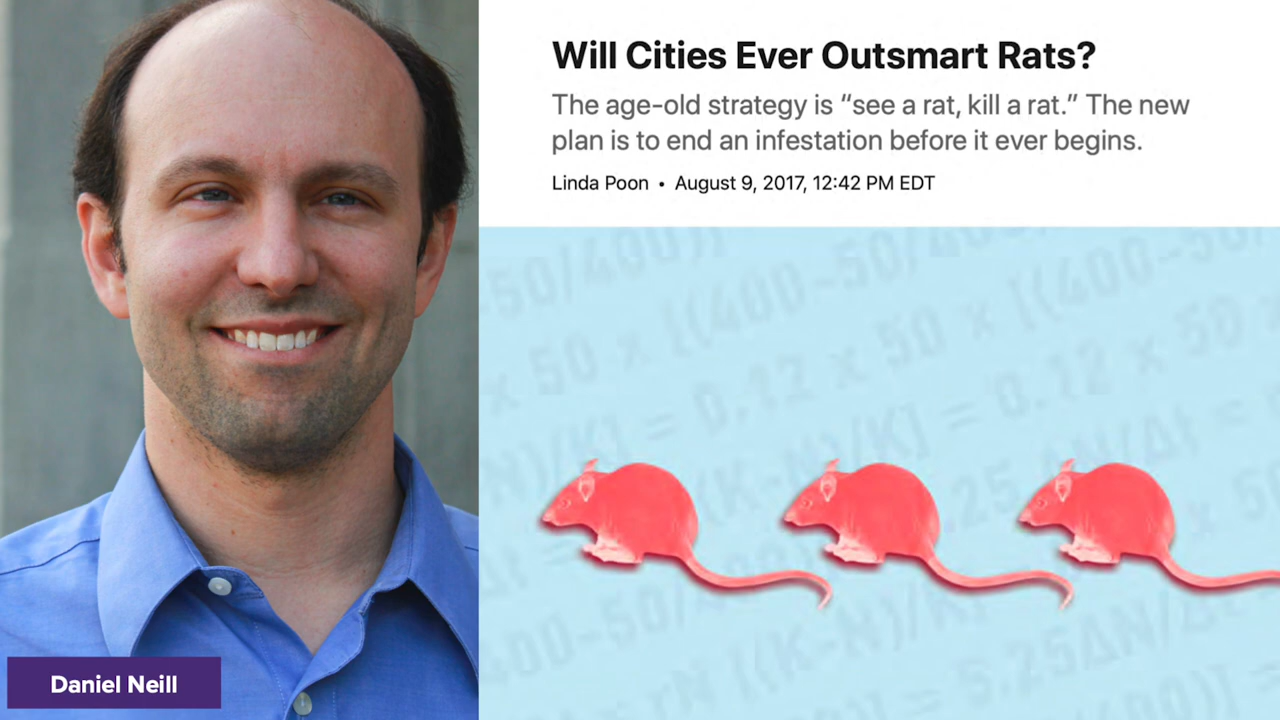 Will Cities Ever Outsmart Rats?
The age-old strategy is “see a rat, kill a rat.” The new
plan is to end an infestation before it ever begins.
Linda Poon • August 9, 2017, 12:42 PM EDT
Daniel Neill